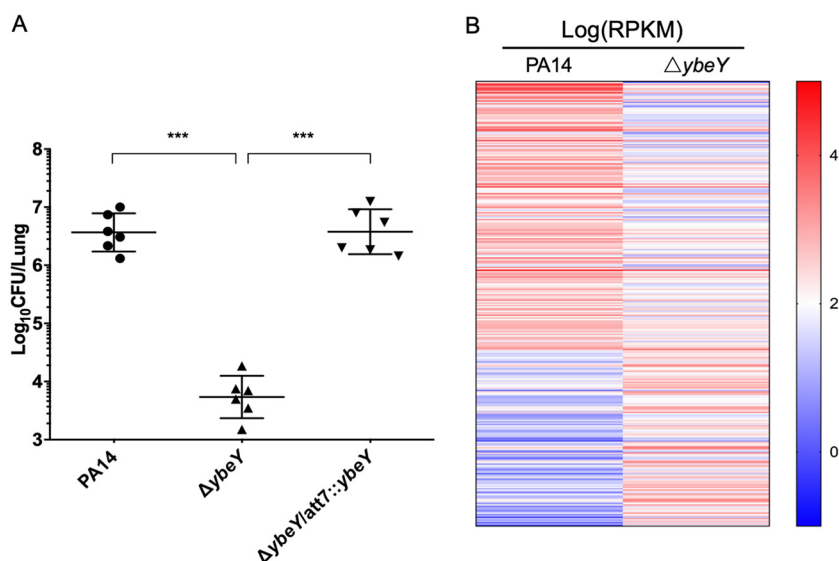 A
Log₁₀CFU/Lung
8
7
6
5
4
3
***
***
PA14
ΔybeY
ΔybeY/att7::ybeY
B
Log(RPKM)
PA14
△ybeY
4
2
0